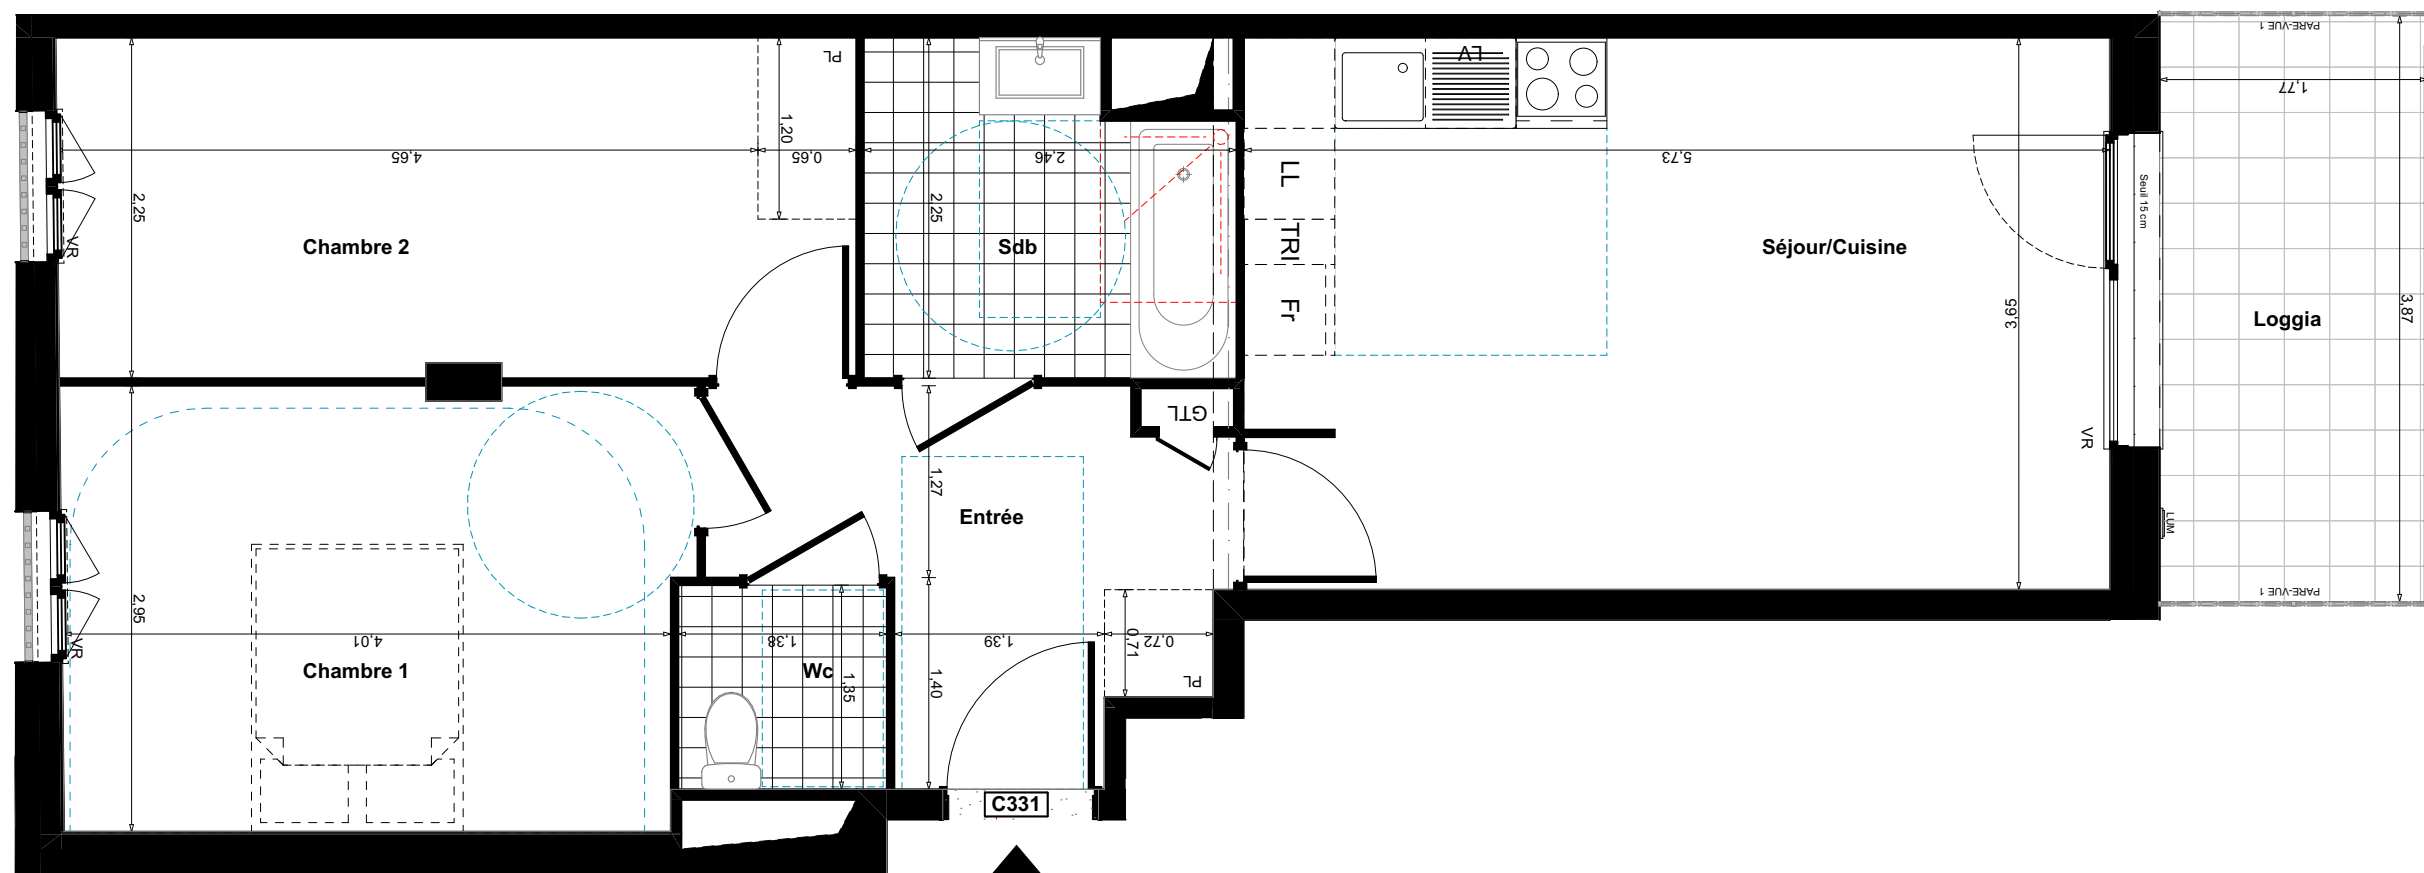 PARE-VUE 1
PL
LV
1,77
1,20
4,65
0,65
2,46
5,73
LL
Seuil 15 cm
2,25
2,25
VR
Chambre 2
Sdb
TRI
Séjour/Cuisine
Fr
3,65
Loggia
3,87
GTL
VR
1,27
Entrée
LUM
PARE-VUE 1
2,95
VR
4,01
1,38
1,39
0,71
0,72
Chambre 1
Wc
1,35
1,40
PL
C331